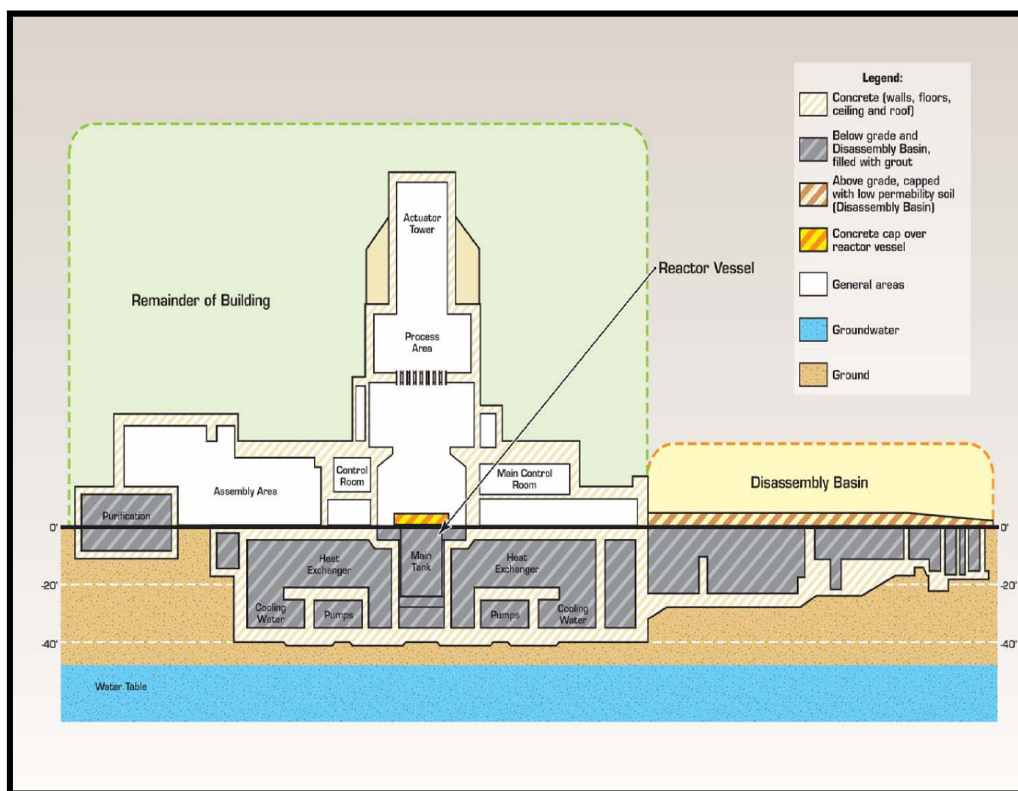 Legend:
Concrete (walls, floors,
ceiling and roof)
Below grade and
Disassembly Basin,
filled with grout
Above grade, capped
with low permability soil
(Disassembly Basin)
Concrete cap over
reactor vessel
General areas
Groundwater
Ground
Actuator
Tower
Reactor Vessel
Remainder of Building
Process
Area
Control
Room
Main Control
Room
Assembly Area
Disassembly Basin
Purification
0'
0'
Heat
Exchanger
Main
Tank
Heat
Exchanger
-20'
-20'
Cooling
Water
Pumps
Pumps
Cooling
Water
-40'
-40'
Water Table